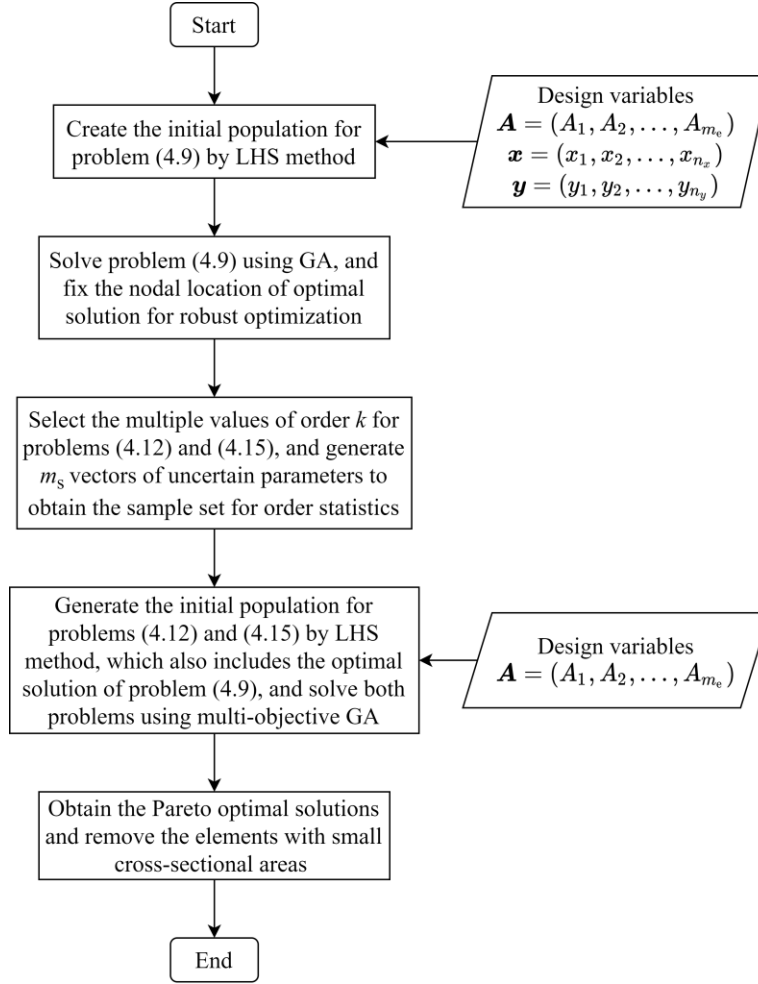 Start
Create the initial population for
problem (4.9) by LHS method
Design variables
A = (A₁, A₂, . . . , Aₘₑ)
x = (x₁, x₂, . . . , xₙₓ)
y = (y₁, y₂, . . . , y_{n_y})
Solve problem (4.9) using GA, and
fix the nodal location of optimal
solution for robust optimization
Select the multiple values of order k for
problems (4.12) and (4.15), and generate
mₛ vectors of uncertain parameters to
obtain the sample set for order statistics
Generate the initial population for
problems (4.12) and (4.15) by LHS
method, which also includes the optimal
solution of problem (4.9), and solve both
problems using multi-objective GA
Design variables
A = (A₁, A₂, . . . , Aₘₑ)
Obtain the Pareto optimal solutions
and remove the elements with small
cross-sectional areas
End